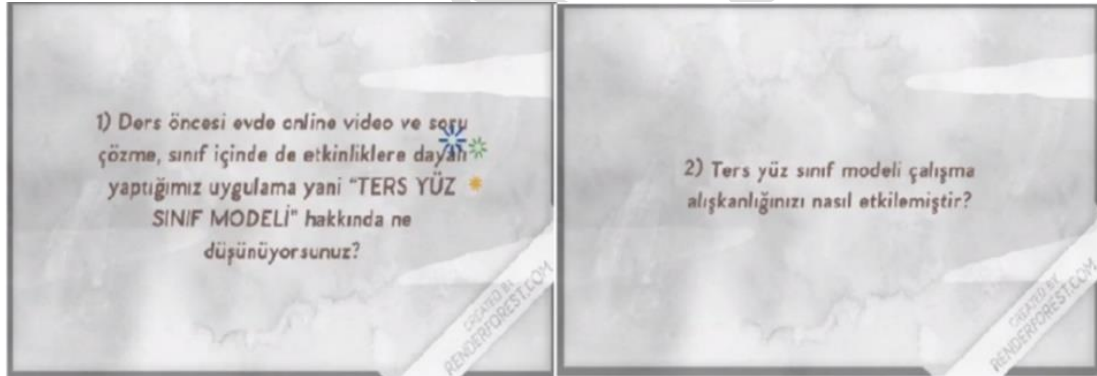 1) Ders öncesi evde online video ve soru
çözme, sınıf içinde de etkinliklere dayalı
yaptığımız uygulama yani "TERS YÜZ
SINIF MODELİ" hakkında ne
düşünüyorsunuz?
CREATED BY
RENDERFOREST.COM
2) Ters yüz sınıf modeli çalışma
alışkanlığınızı nasıl etkilemiştir?
CREATED BY
RENDERFOREST.COM